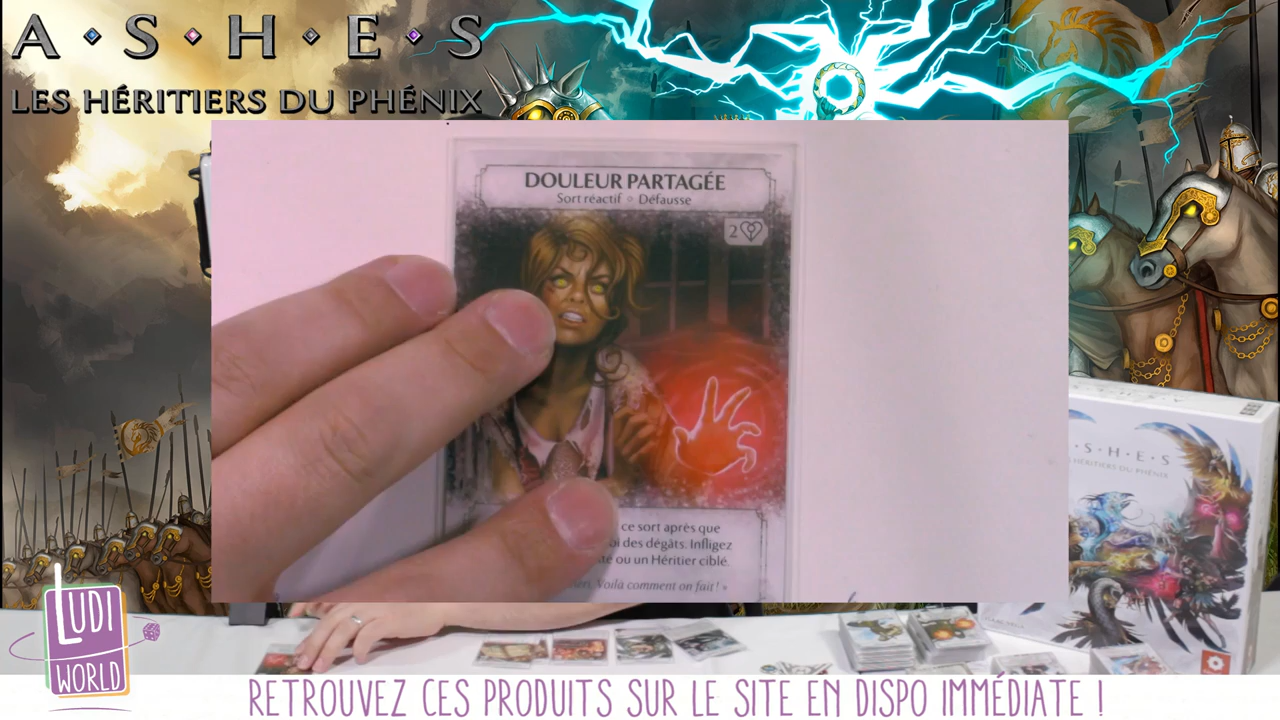 A • S • H • E • S
LES HÉRITIERS DU PHÉNIX
DOULEUR PARTAGÉE
Sort réactif ◦ Défausse
2
ce sort après que
des dégâts. Infligez
ou un Héritier ciblé.
Voilà comment on fait ! »
S • H • E • S
HÉRITIERS DU PHÉNIX
LUDI
WORLD
RETROUVEZ CES PRODUITS SUR LE SITE EN DISPO IMMÉDIATE !